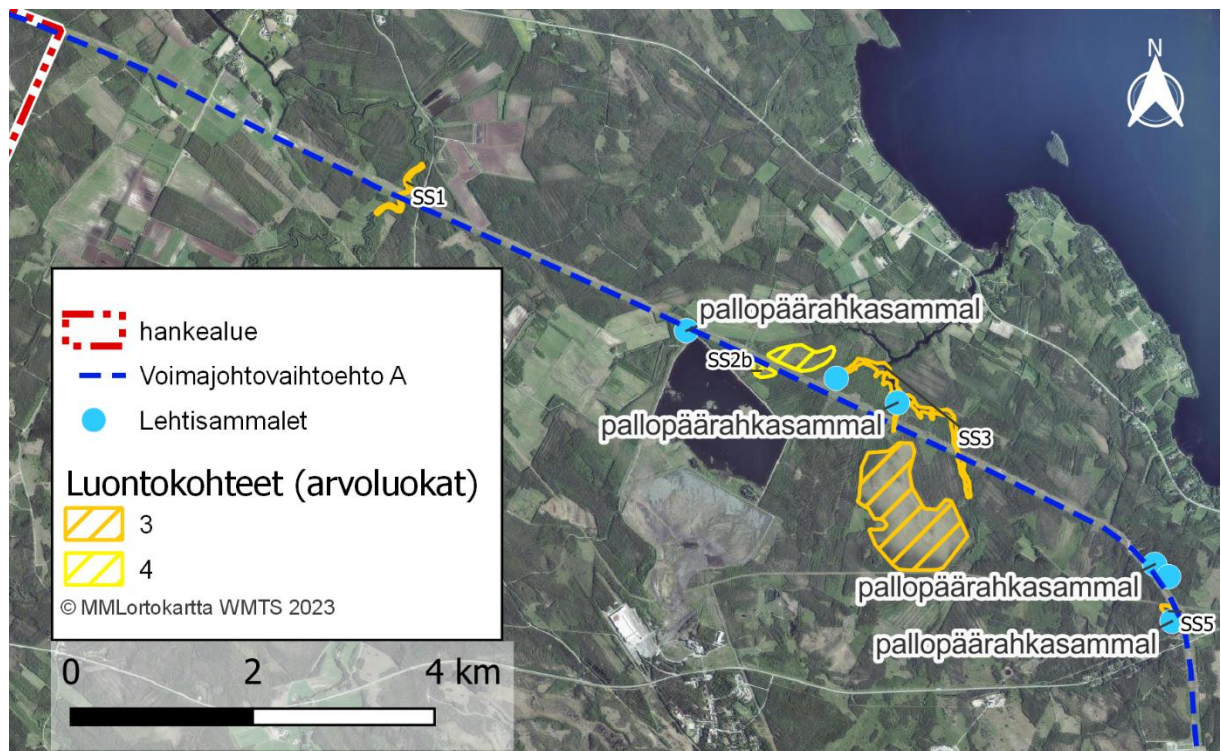 N
SS1
pallopäärahkasammal
SS2b
pallopäärahkasammal
SS3
pallopäärahkasammal
SS5
pallopäärahkasammal
hankealue
Voimajohtovaihtoehto A
Lehtisammalet
Luontokohteet (arvoluokat)
3
4
© MMLortokartta WMTS 2023
0 2 4 km